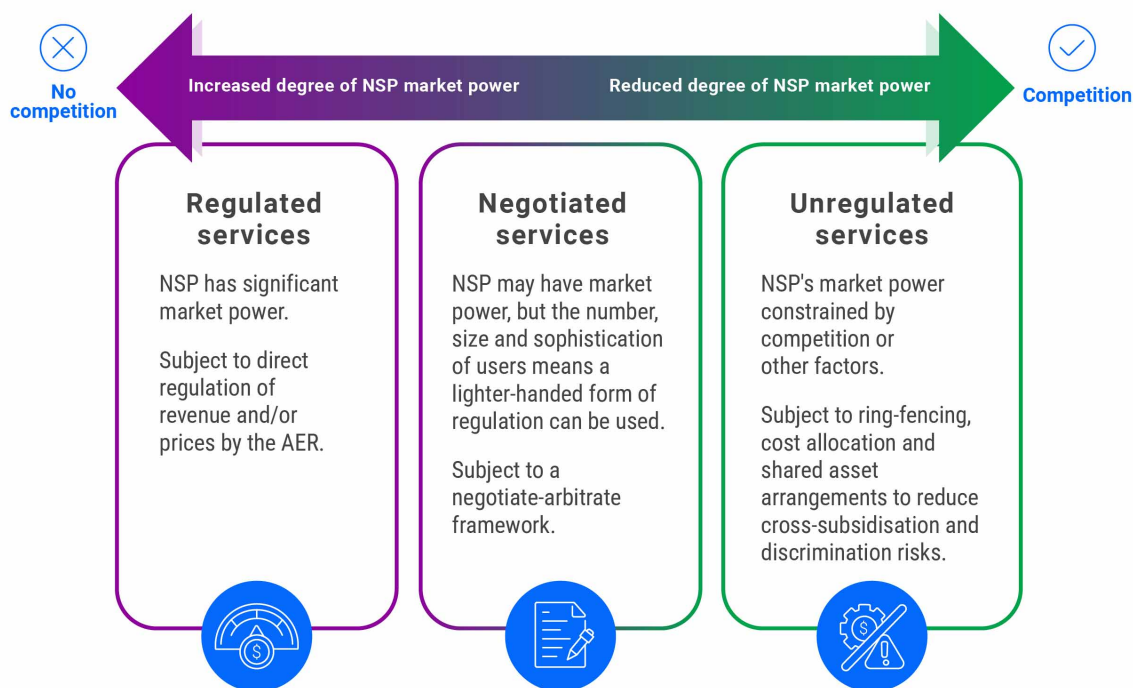 No
competition
Increased degree of NSP market power
Reduced degree of NSP market power
Competition
Regulated
services
NSP has significant
market power.
Subject to direct
regulation of
revenue and/or
prices by the AER.
$
Negotiated
services
NSP may have market
power, but the number,
size and sophistication
of users means a
lighter-handed form of
regulation can be used.
Subject to a
negotiate-arbitrate
framework.
Unregulated
services
NSP's market power
constrained by
competition or
other factors.
Subject to ring-fencing,
cost allocation and
shared asset
arrangements to reduce
cross-subsidisation and
discrimination risks.
$
!